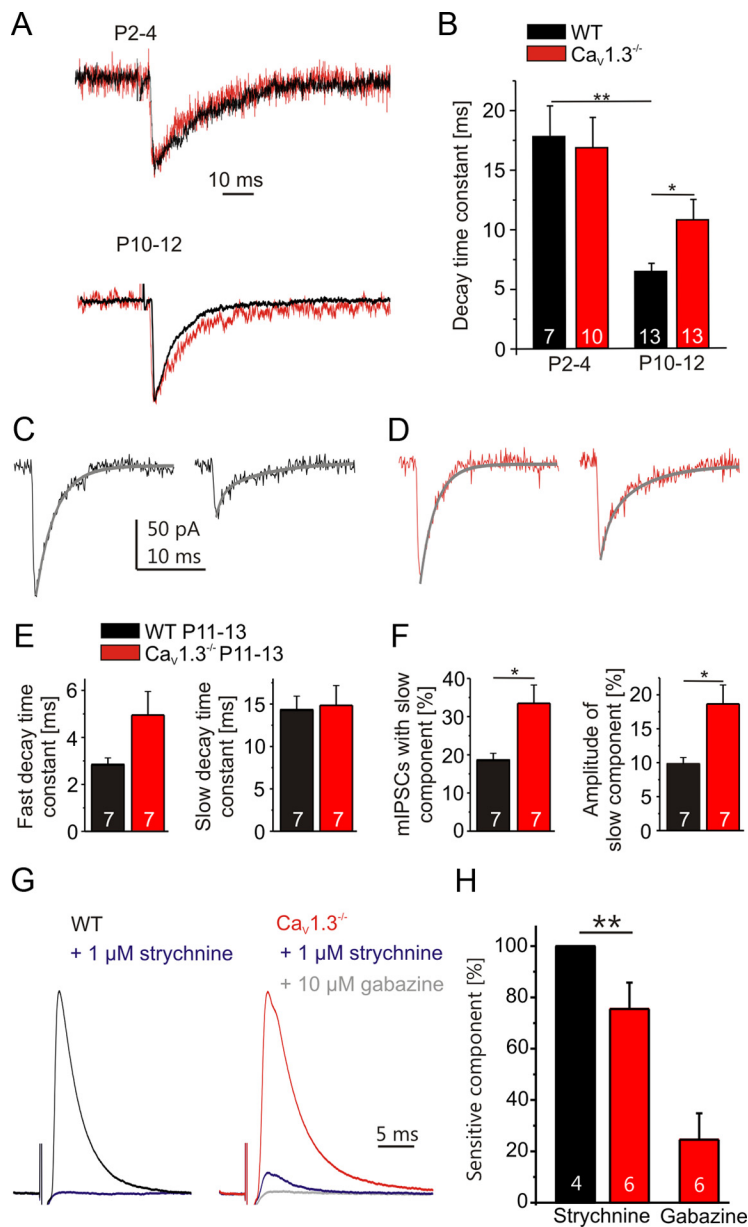 A
P2-4
10 ms
P10-12
B
WT
Cav1.3-/-
Decay time constant [ms]
20
15
10
5
0
7
10
13
13
**
*
P2-4
P10-12
C
50 pA
10 ms
D
E
WT P11-13
Cav1.3-/- P11-13
Fast decay time
constant [ms]
6
4
2
0
7
7
Slow decay time
constant [ms]
15
10
5
0
7
7
F
mIPSCs with slow
component [%]
40
30
20
10
0
*
7
7
Amplitude of
slow component [%]
20
15
10
5
0
*
7
7
G
WT
+ 1 µM strychnine
Cav1.3-/-
+ 1 µM strychnine
+ 10 µM gabazine
5 ms
H
Sensitive component [%]
100
80
60
40
20
0
**
4
6
6
Strychnine
Gabazine